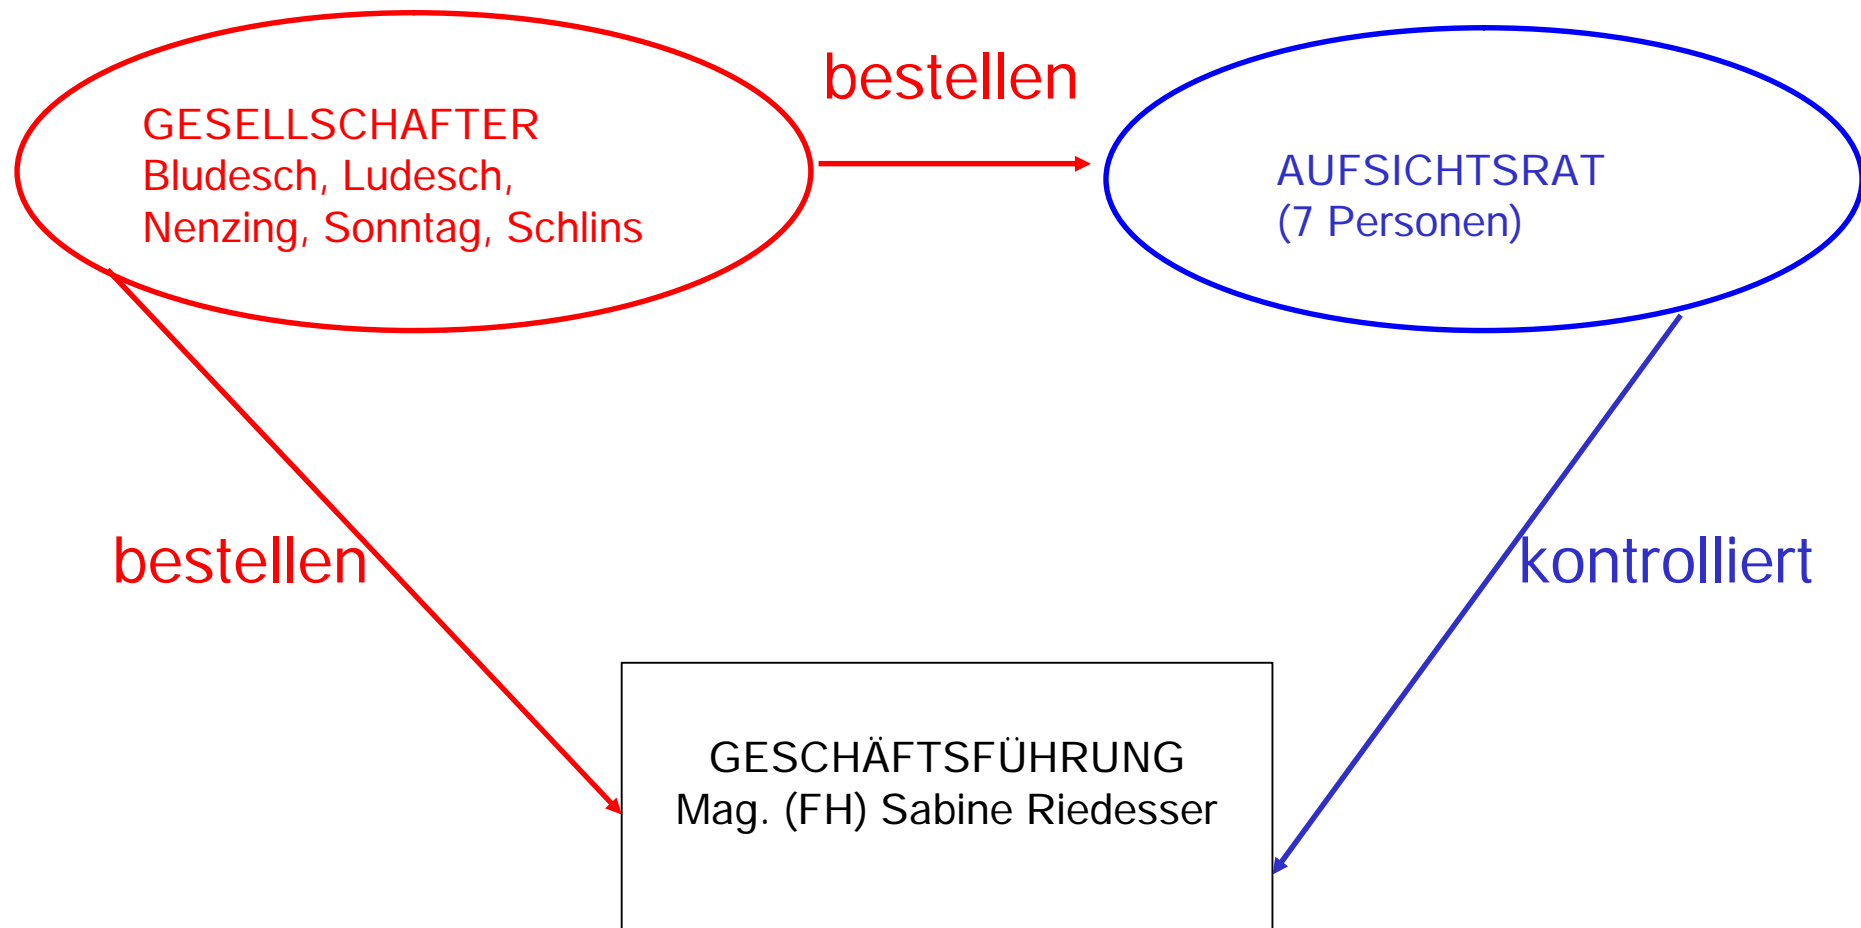 bestellen
GESELLSCHAFTER
Bludesch, Ludesch,
Nenzing, Sonntag, Schlins
AUFSICHTSRAT
(7 Personen)
bestellen
kontrolliert
GESCHÄFTSFÜHRUNG
Mag. (FH) Sabine Riedesser